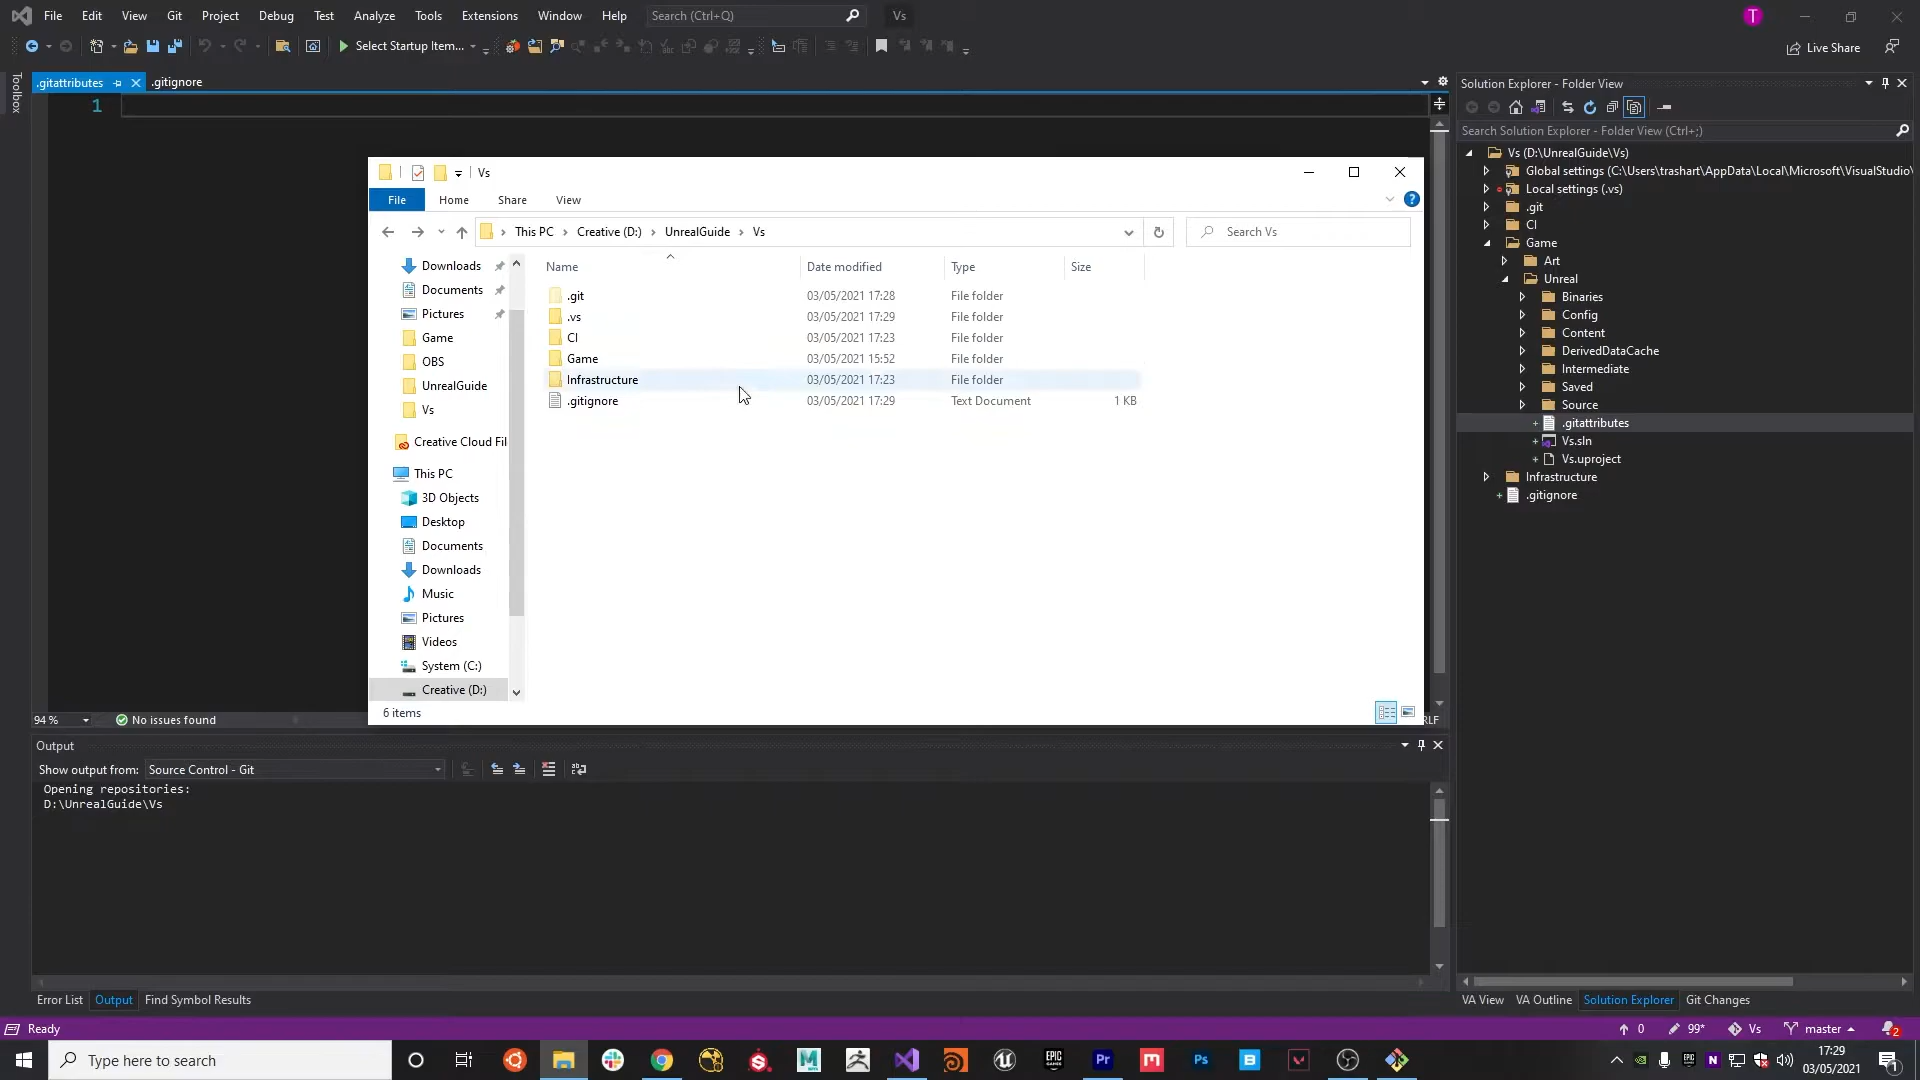 File Edit View Git Project Debug Test Analyze Tools Extensions Window Help Search (Ctrl+Q) Vs T
Select Startup Item... Live Share
Toolbox
.gitattributes .gitignore
1
Vs
File Home Share View
This PC Creative (D:) UnrealGuide Vs Search Vs
Downloads
Documents
Pictures
Game
OBS
UnrealGuide
Vs
Creative Cloud Fil
This PC
3D Objects
Desktop
Documents
Downloads
Music
Pictures
Videos
System (C:)
Creative (D:)
Name Date modified Type Size
.git 03/05/2021 17:28 File folder
.vs 03/05/2021 17:29 File folder
CI 03/05/2021 17:23 File folder
Game 03/05/2021 15:52 File folder
Infrastructure 03/05/2021 17:23 File folder
.gitignore 03/05/2021 17:29 Text Document 1 KB
6 items
Solution Explorer - Folder View
Search Solution Explorer - Folder View (Ctrl+;)
Vs (D:\UnrealGuide\Vs)
Global settings (C:\Users\trashart\AppData\Local\Microsoft\VisualStudio\
Local settings (.vs)
.git
CI
Game
Art
Unreal
Binaries
Config
Content
DerivedDataCache
Intermediate
Saved
Source
.gitattributes
Vs.sln
Vs.uproject
Infrastructure
.gitignore
94 % No issues found RLF
Output
Show output from: Source Control - Git
Opening repositories:
D:\UnrealGuide\Vs
Error List Output Find Symbol Results
VA View VA Outline Solution Explorer Git Changes
Ready 0 99* Vs master 2
Type here to search
17:29
03/05/2021
1